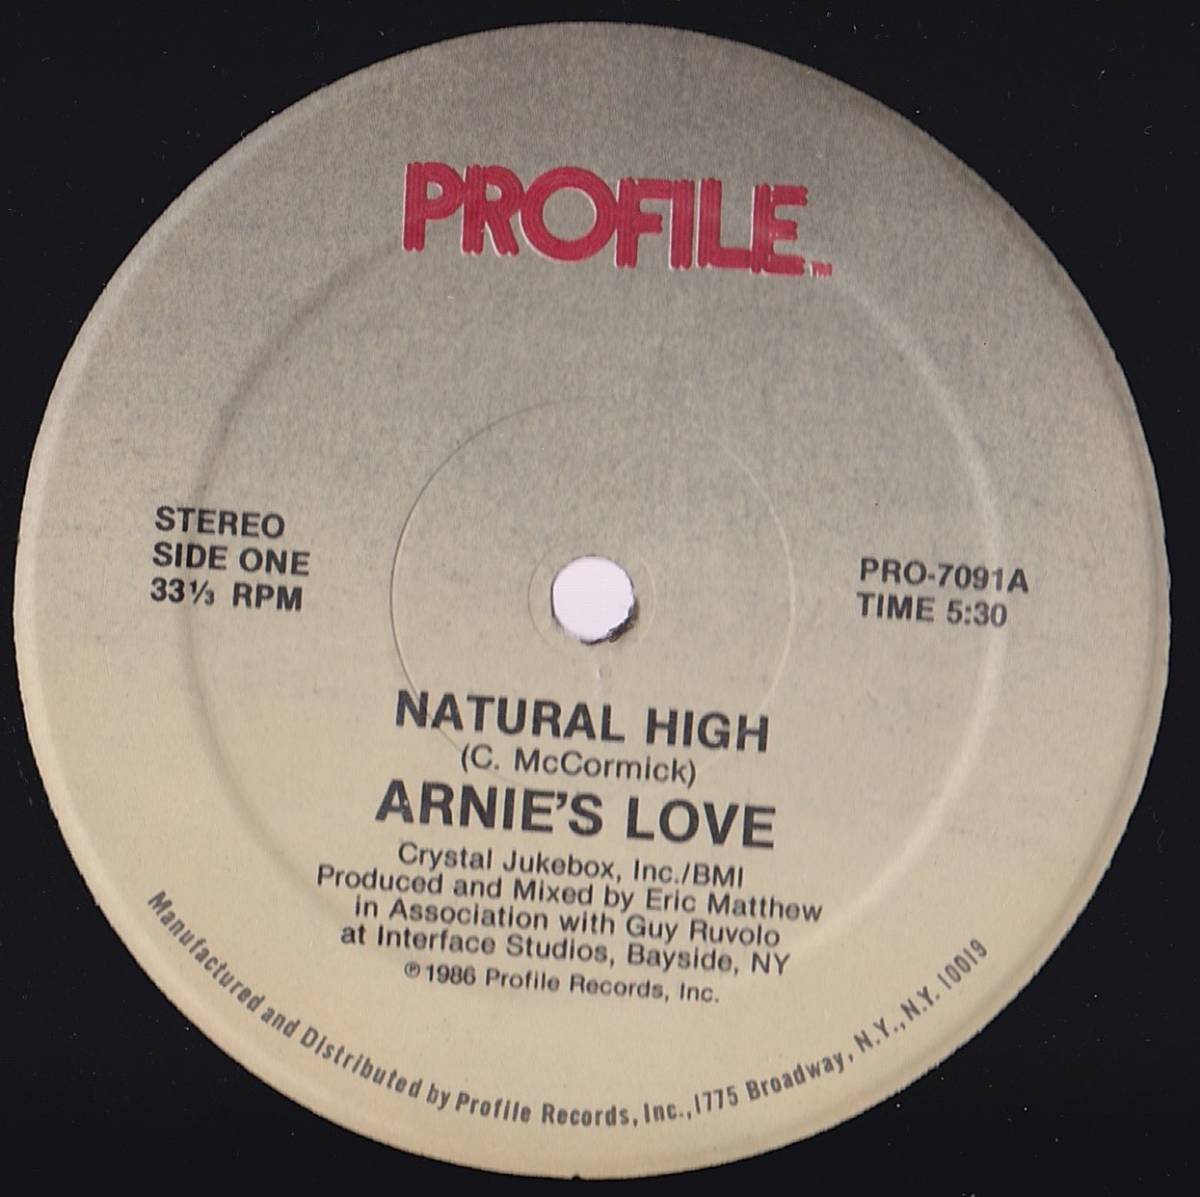 PROFILE™
STEREO
SIDE ONE
33⅓ RPM
PRO-7091A
TIME 5:30
NATURAL HIGH
(C. McCormick)
ARNIE'S LOVE
Crystal Jukebox, Inc./BMI
Produced and Mixed by Eric Matthew
in Association with Guy Ruvolo
at Interface Studios, Bayside, NY
℗1986 Profile Records, Inc.
Manufactured and Distributed by Profile Records, Inc., 1775 Broadway, N.Y., N.Y. 10019